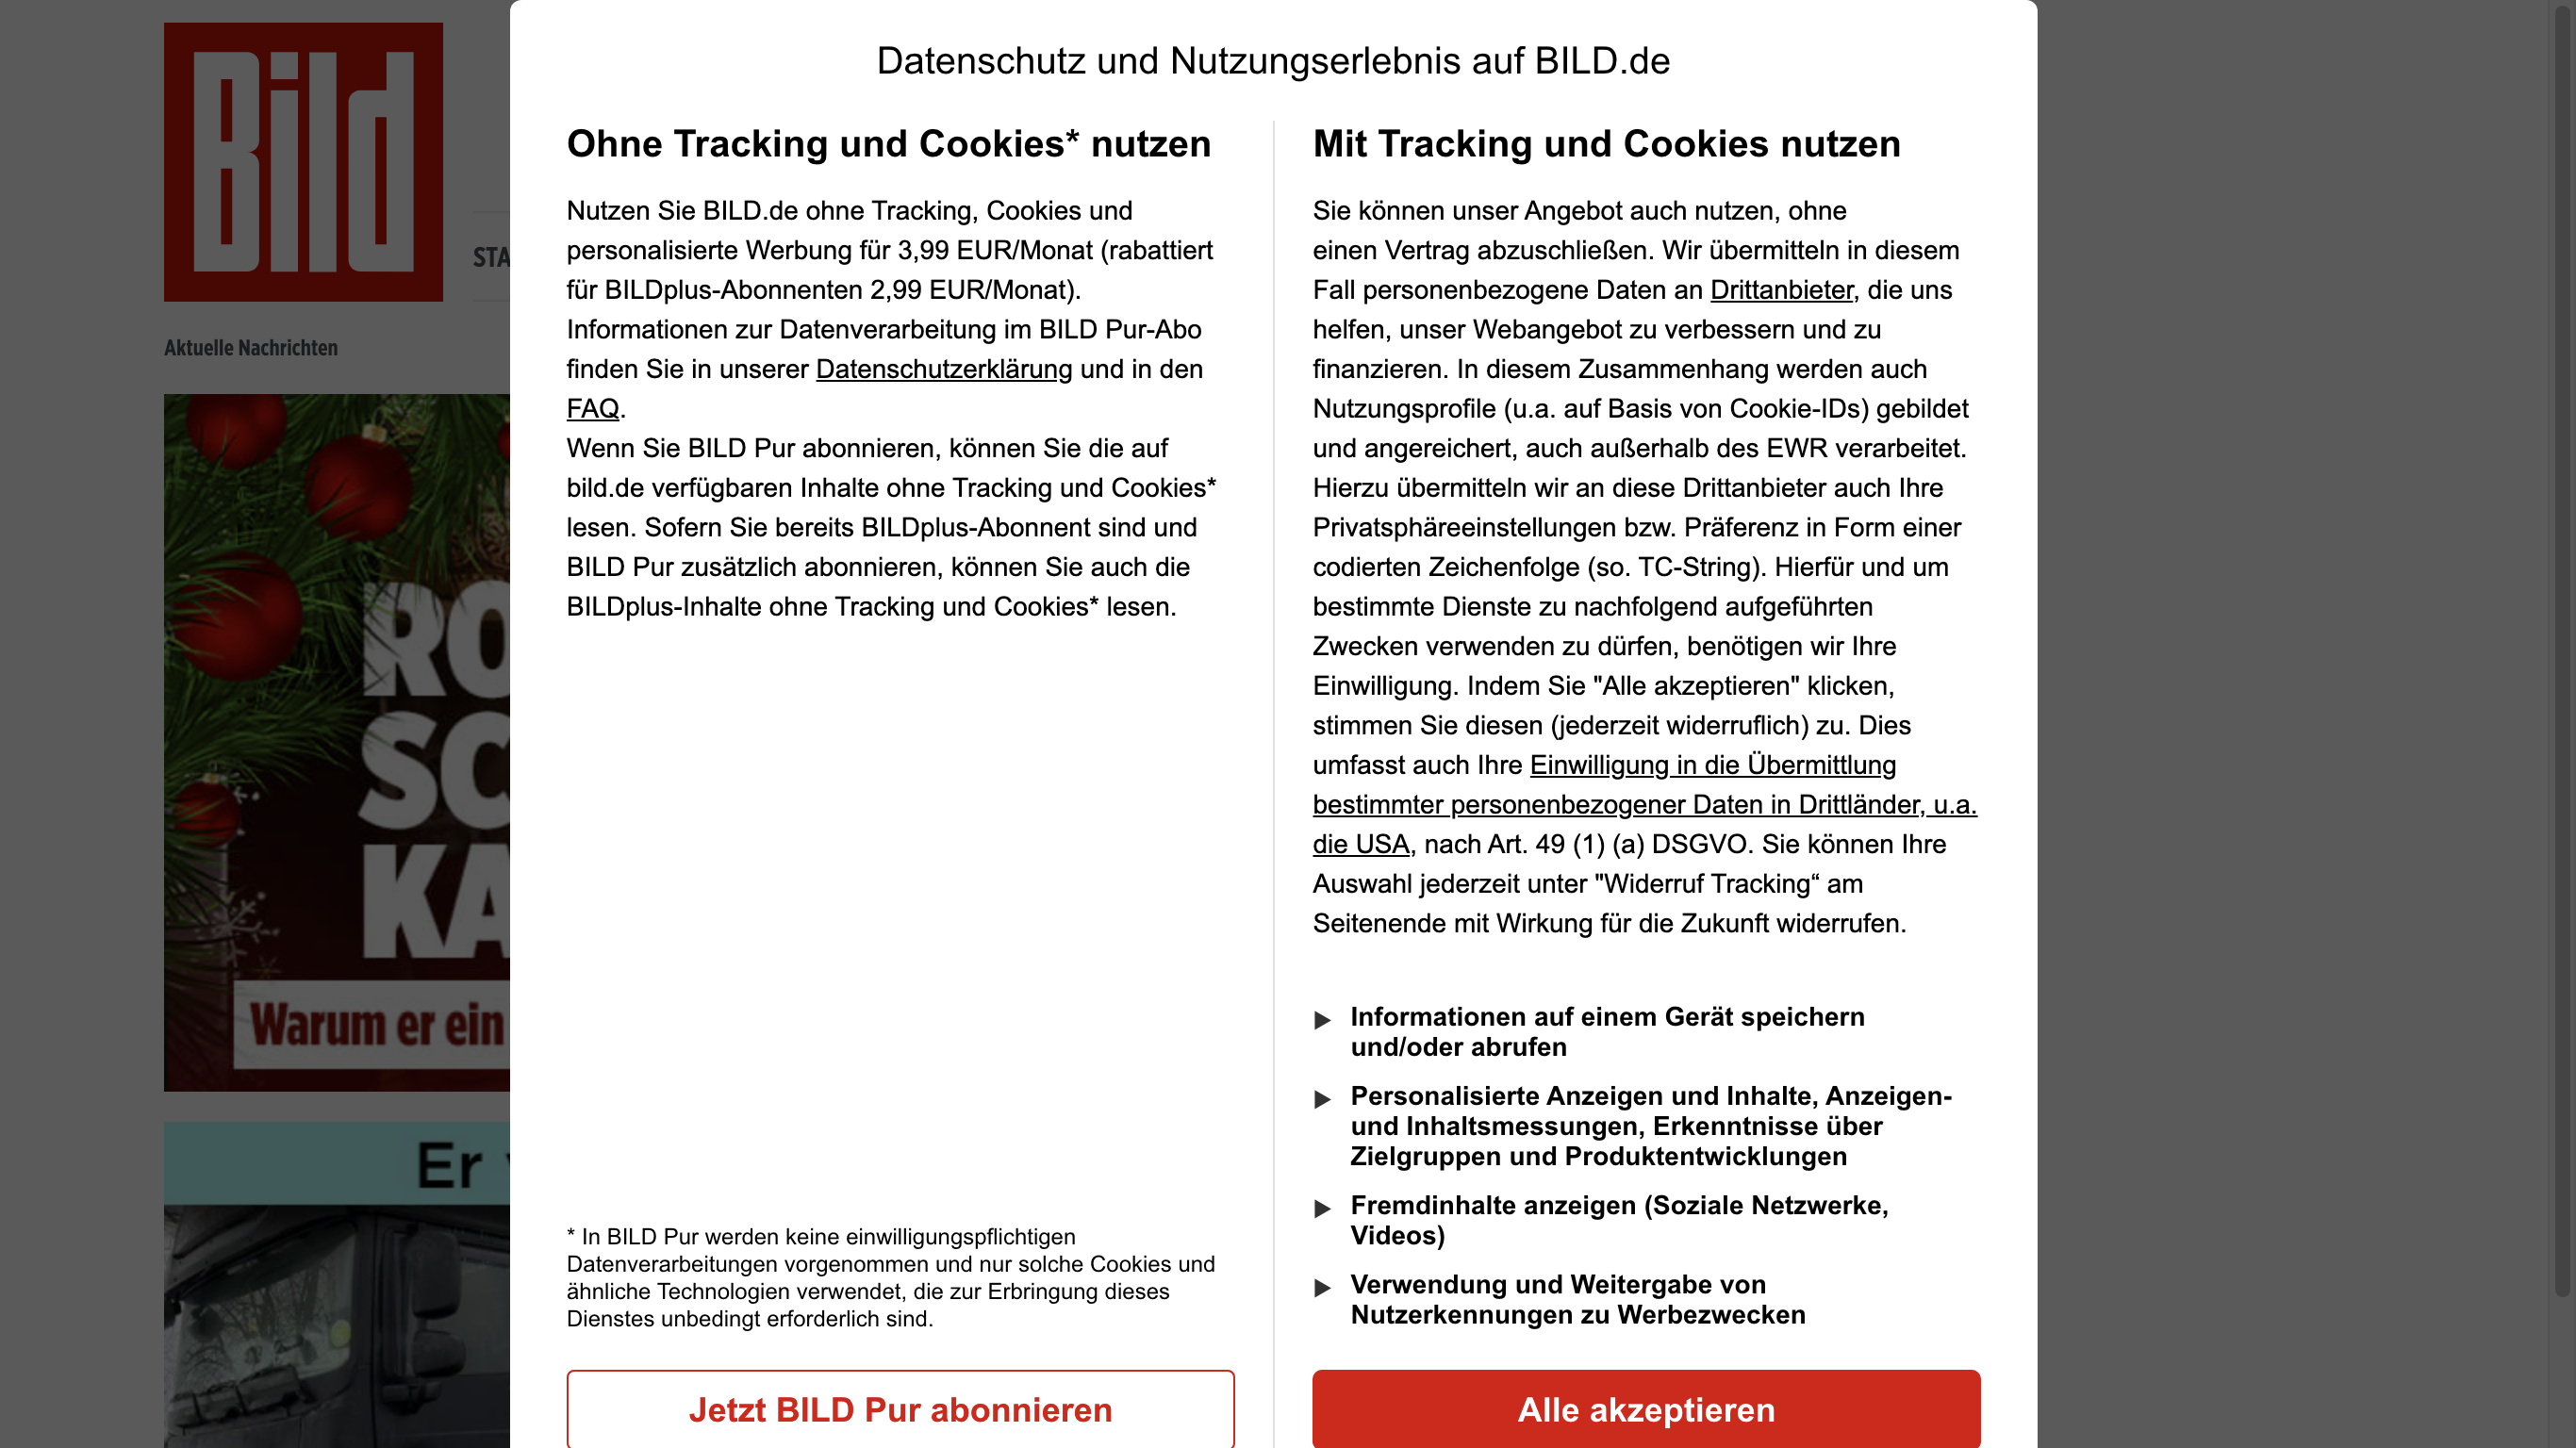 Bild
STA
Aktuelle Nachrichten
RO
SC
KA
Warum er ein
Er
Datenschutz und Nutzungserlebnis auf BILD.de
Ohne Tracking und Cookies* nutzen
Nutzen Sie BILD.de ohne Tracking, Cookies und
personalisierte Werbung für 3,99 EUR/Monat (rabattiert
für BILDplus-Abonnenten 2,99 EUR/Monat).
Informationen zur Datenverarbeitung im BILD Pur-Abo
finden Sie in unserer Datenschutzerklärung und in den
FAQ.
Wenn Sie BILD Pur abonnieren, können Sie die auf
bild.de verfügbaren Inhalte ohne Tracking und Cookies*
lesen. Sofern Sie bereits BILDplus-Abonnent sind und
BILD Pur zusätzlich abonnieren, können Sie auch die
BILDplus-Inhalte ohne Tracking und Cookies* lesen.
* In BILD Pur werden keine einwilligungspflichtigen
Datenverarbeitungen vorgenommen und nur solche Cookies und
ähnliche Technologien verwendet, die zur Erbringung dieses
Dienstes unbedingt erforderlich sind.
Jetzt BILD Pur abonnieren
Mit Tracking und Cookies nutzen
Sie können unser Angebot auch nutzen, ohne
einen Vertrag abzuschließen. Wir übermitteln in diesem
Fall personenbezogene Daten an Drittanbieter, die uns
helfen, unser Webangebot zu verbessern und zu
finanzieren. In diesem Zusammenhang werden auch
Nutzungsprofile (u.a. auf Basis von Cookie-IDs) gebildet
und angereichert, auch außerhalb des EWR verarbeitet.
Hierzu übermitteln wir an diese Drittanbieter auch Ihre
Privatsphäreeinstellungen bzw. Präferenz in Form einer
codierten Zeichenfolge (so. TC-String). Hierfür und um
bestimmte Dienste zu nachfolgend aufgeführten
Zwecken verwenden zu dürfen, benötigen wir Ihre
Einwilligung. Indem Sie "Alle akzeptieren" klicken,
stimmen Sie diesen (jederzeit widerruflich) zu. Dies
umfasst auch Ihre Einwilligung in die Übermittlung
bestimmter personenbezogener Daten in Drittländer, u.a.
die USA, nach Art. 49 (1) (a) DSGVO. Sie können Ihre
Auswahl jederzeit unter "Widerruf Tracking“ am
Seitenende mit Wirkung für die Zukunft widerrufen.
Informationen auf einem Gerät speichern
und/oder abrufen
Personalisierte Anzeigen und Inhalte, Anzeigen-
und Inhaltsmessungen, Erkenntnisse über
Zielgruppen und Produktentwicklungen
Fremdinhalte anzeigen (Soziale Netzwerke,
Videos)
Verwendung und Weitergabe von
Nutzerkennungen zu Werbezwecken
Alle akzeptieren